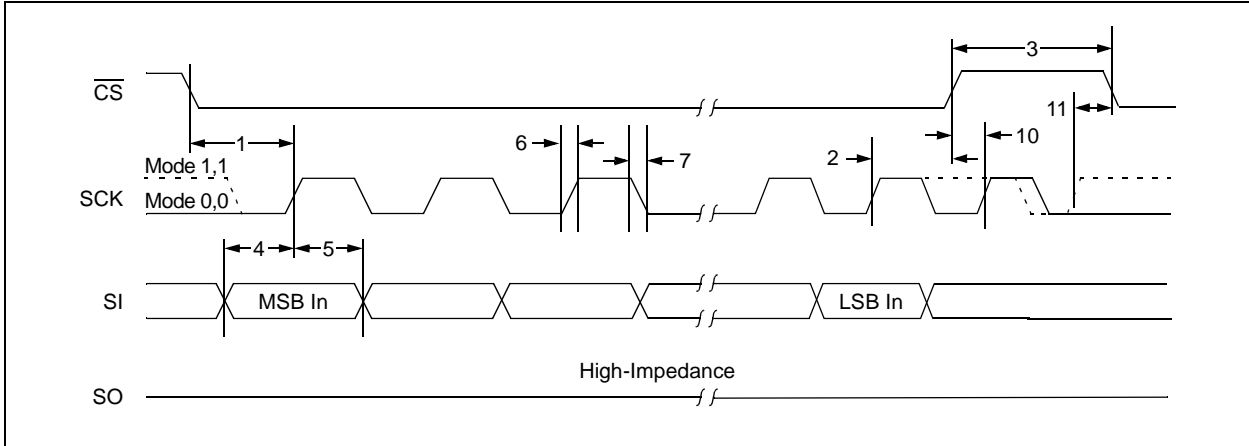 3
CS
11
1
6
7
2
10
Mode 1,1
SCK
Mode 0,0
4
5
SI
MSB In
LSB In
High-Impedance
SO